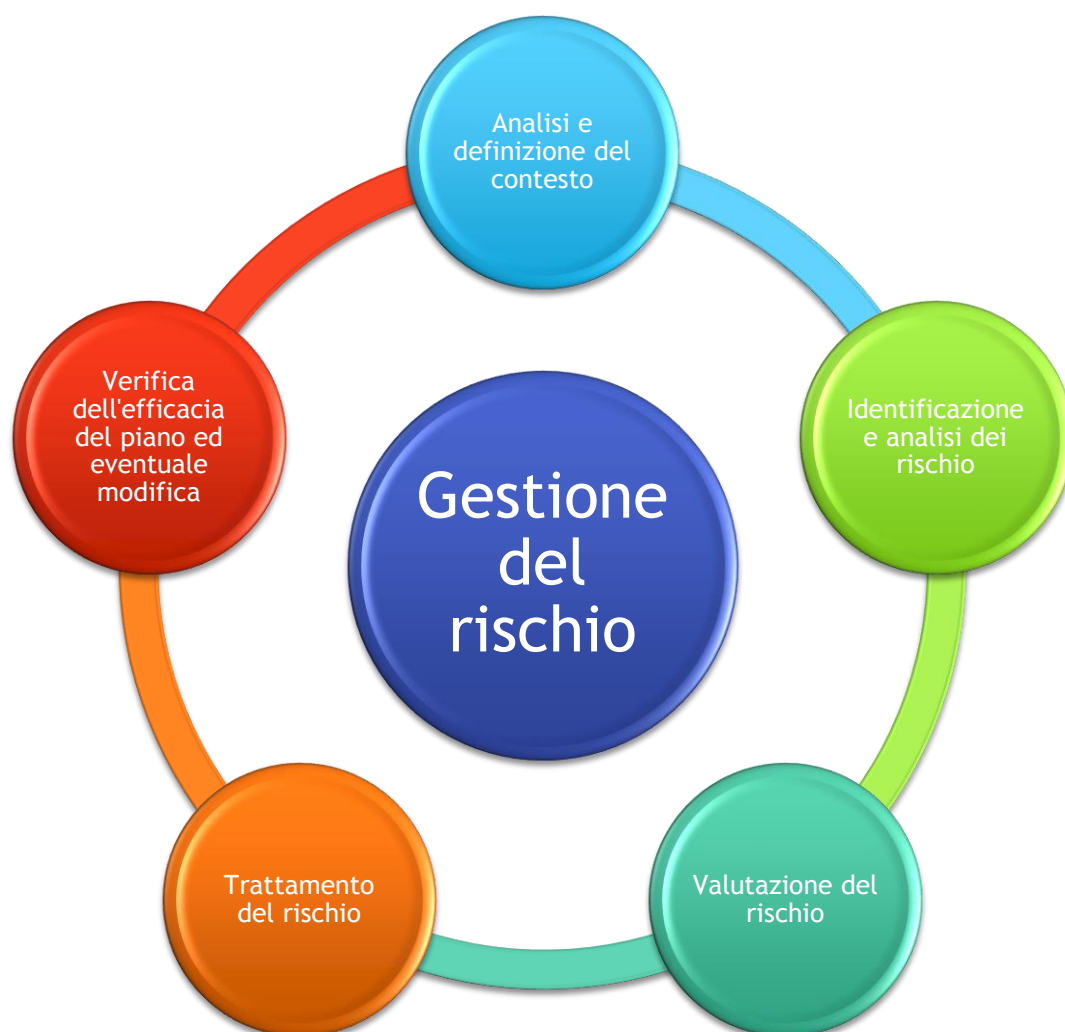 Analisi e
definizione del
contesto
Identificazione
e analisi dei
rischio
Valutazione del
rischio
Trattamento
del rischio
Verifica
dell'efficacia
del piano ed
eventuale
modifica
Gestione
del
rischio